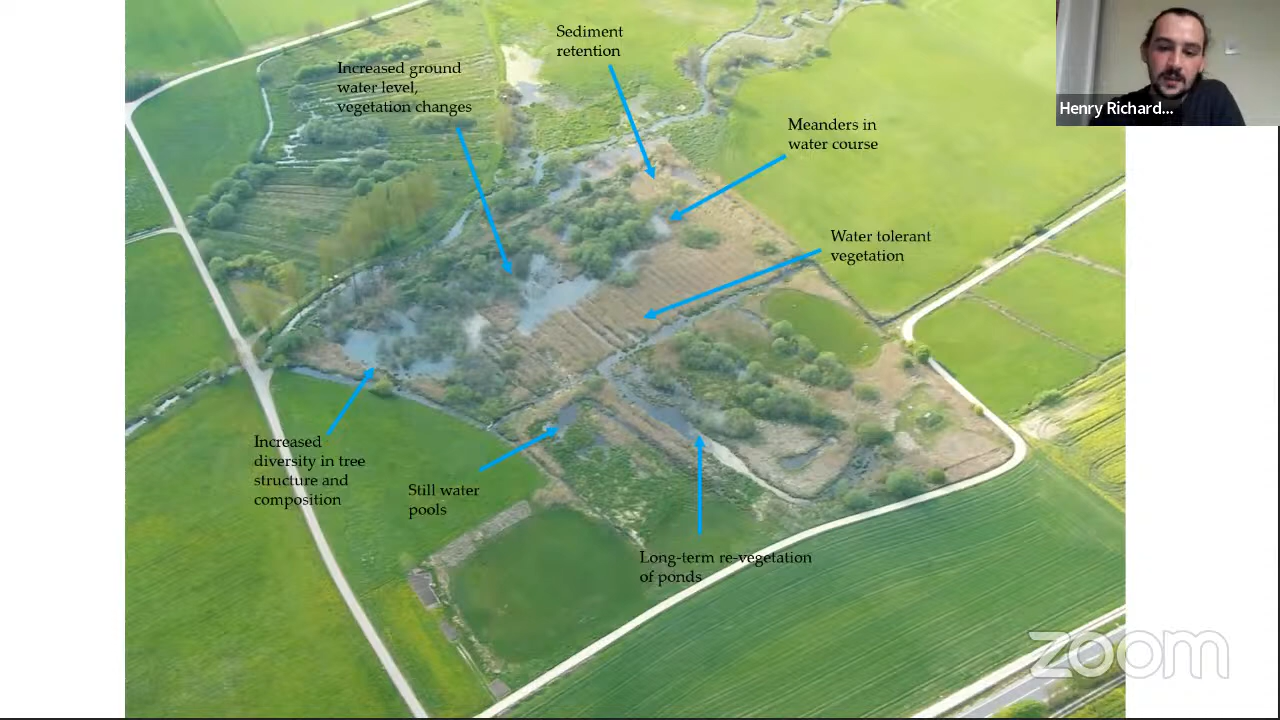 Sediment
retention
Increased ground
water level,
vegetation changes
Henry Richard...
Meanders in
water course
Water tolerant
vegetation
Increased
diversity in tree
structure and
composition
Still water
pools
Long-term re-vegetation
of ponds
zoom